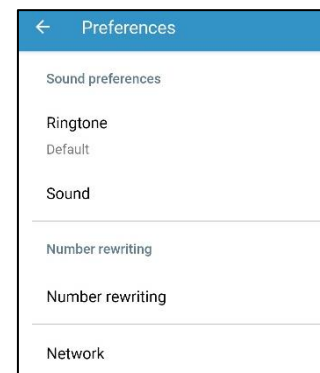 Preferences
Sound preferences
Ringtone
Default
Sound
Number rewriting
Number rewriting
Network